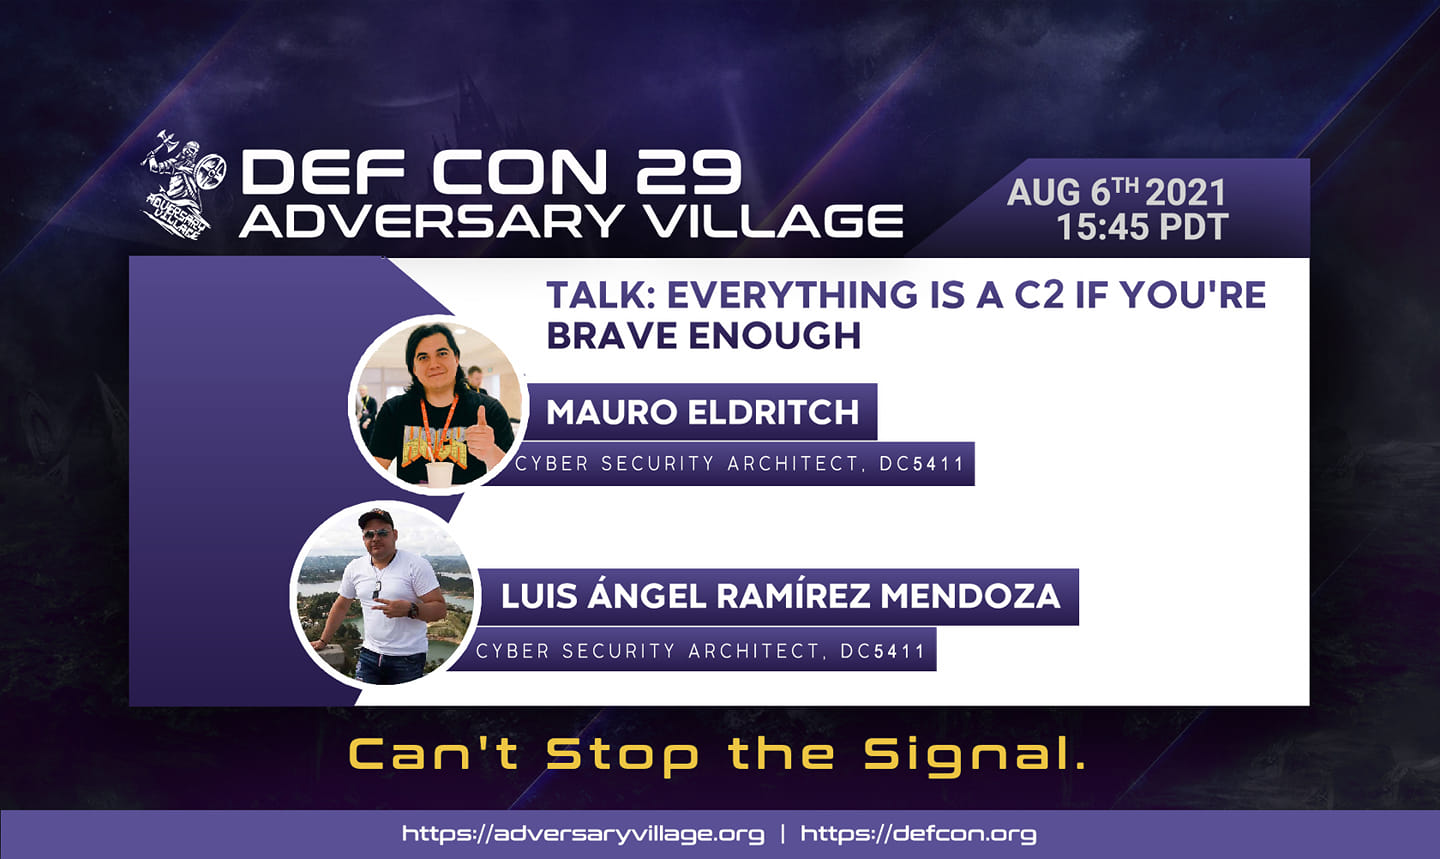 DEF CON 29
ADVERSARY VILLAGE
ADVERSARY
VILLAGE
AUG 6TH 2021
15:45 PDT
TALK: EVERYTHING IS A C2 IF YOU'RE
BRAVE ENOUGH
MAURO ELDRITCH
CYBER SECURITY ARCHITECT, DC5411
LUIS ÁNGEL RAMÍREZ MENDOZA
CYBER SECURITY ARCHITECT, DC5411
Can't Stop the Signal.
https://adversaryvillage.org | https://defcon.org